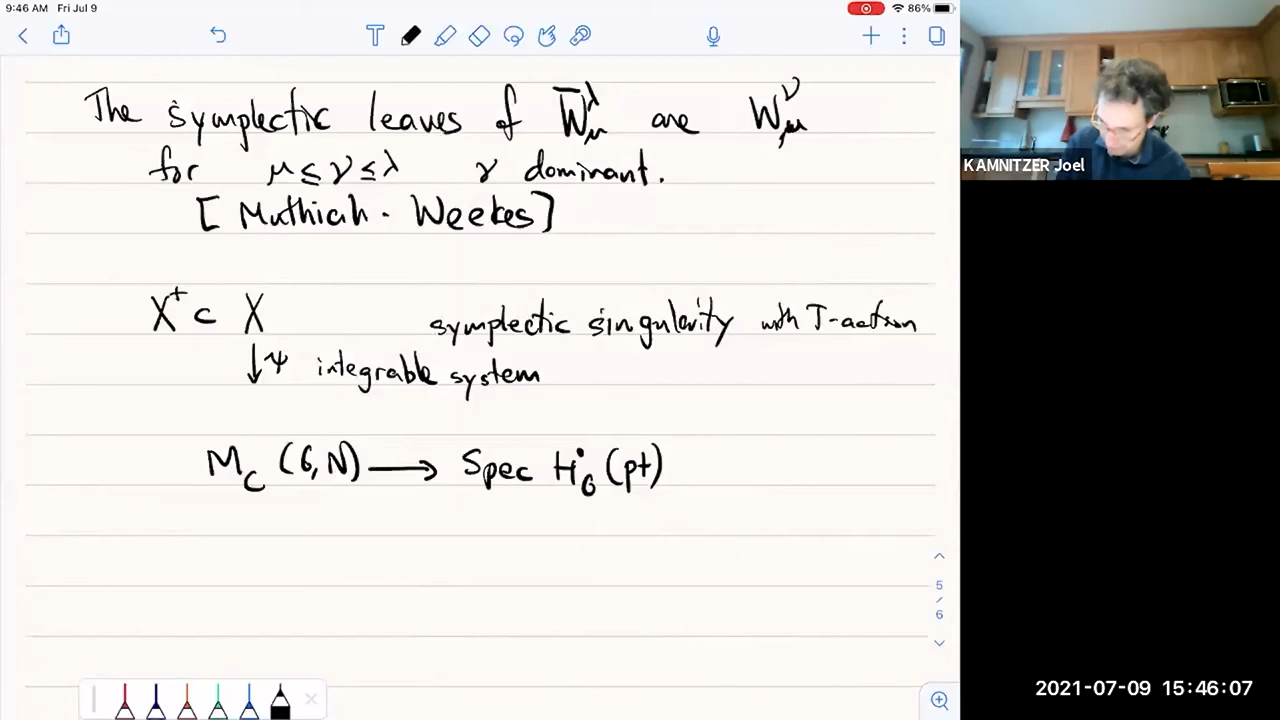 9:46 AM Fri Jul 9
86%
The symplectic leaves of W̄^λ_μ are W^ν_μ
for μ ≤ ν ≤ λ ν dominant.
[Muthiah - Weekes]
X⁺ ⊂ X symplectic singularity with T-action
↓ψ integrable system
M_C (G,N) ⟶ Spec H^•_G (pt)
KAMNITZER Joel
5
/
6
2021-07-09 15:46:07